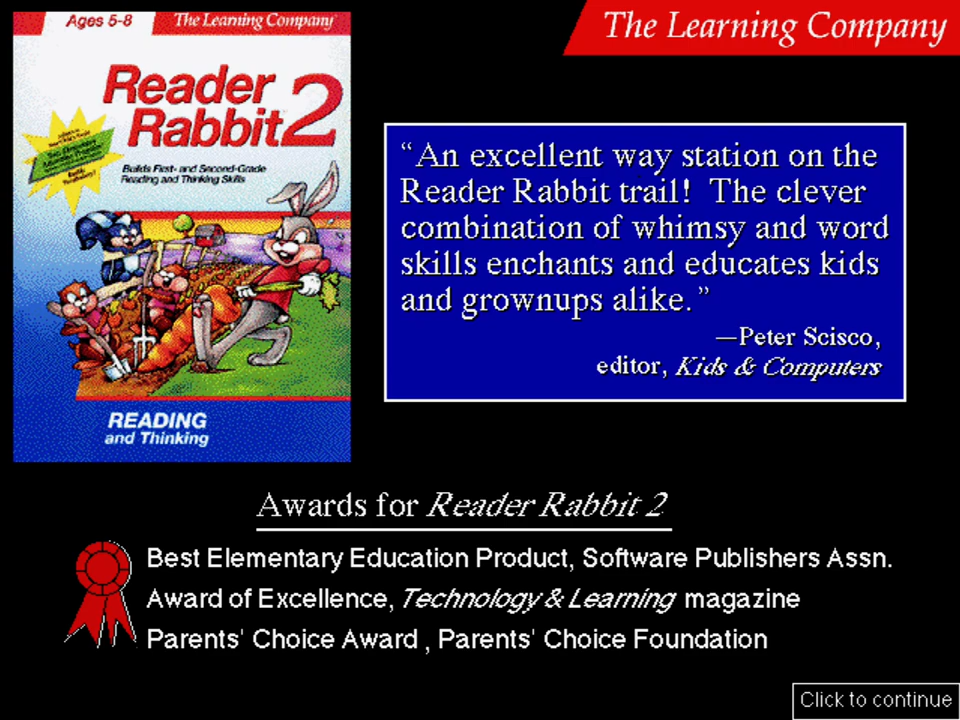 Ages 5-8
The Learning Company
Reader
Rabbit 2
Builds First- and Second-Grade
Reading and Thinking Skills
READING
and Thinking
The Learning Company
“An excellent way station on the
Reader Rabbit trail! The clever
combination of whimsy and word
skills enchants and educates kids
and grownups alike.”
—Peter Scisco,
editor, Kids & Computers
Awards for Reader Rabbit 2
Best Elementary Education Product, Software Publishers Assn.
Award of Excellence, Technology & Learning magazine
Parents' Choice Award , Parents' Choice Foundation
Click to continue